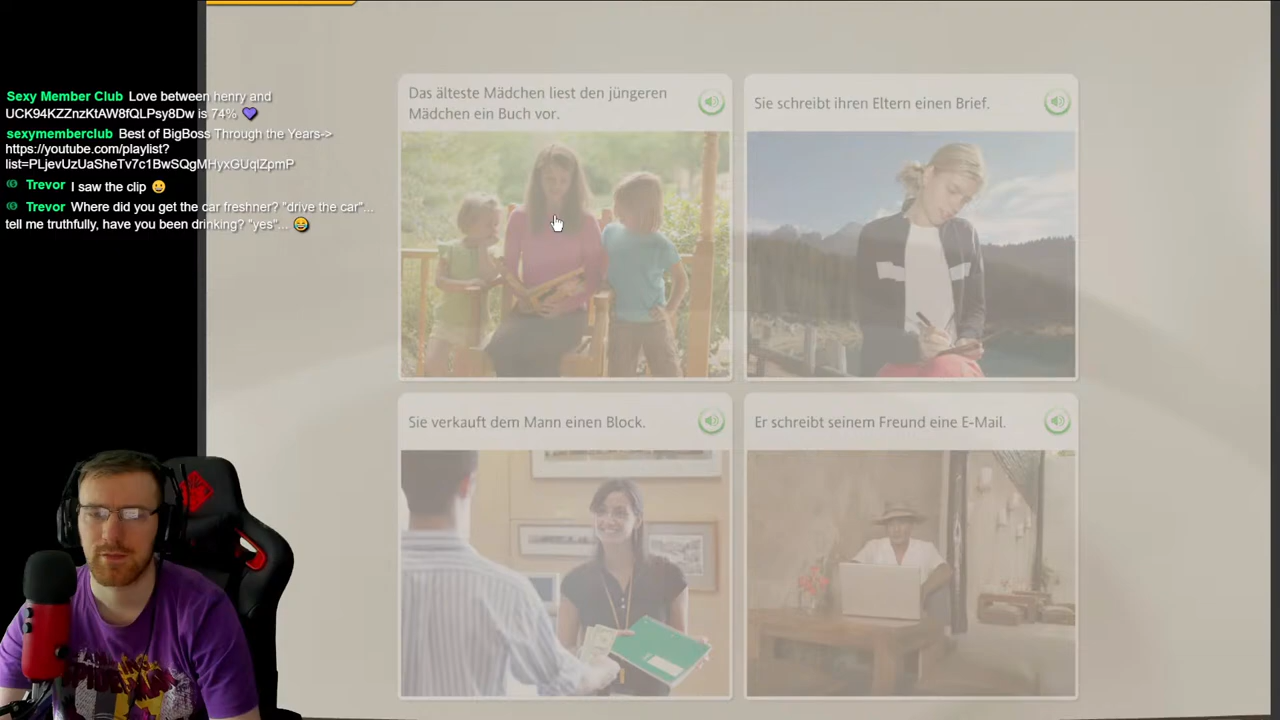 Sexy Member Club Love between henry and
UCK94KZZnzKtAW8fQLPsy8Dw is 74% 💜
sexymemberclub Best of BigBoss Through the Years->
https://youtube.com/playlist?
list=PLjevUzUaSheTv7c1BwSQgMHyxGUqlZpmP
Trevor I saw the clip 😀
Trevor Where did you get the car freshner? "drive the car"...
tell me truthfully, have you been drinking? "yes"... 😂
Das älteste Mädchen liest den jüngeren
Mädchen ein Buch vor.
Sie schreibt ihren Eltern einen Brief.
Sie verkauft dem Mann einen Block.
Er schreibt seinem Freund eine E-Mail.